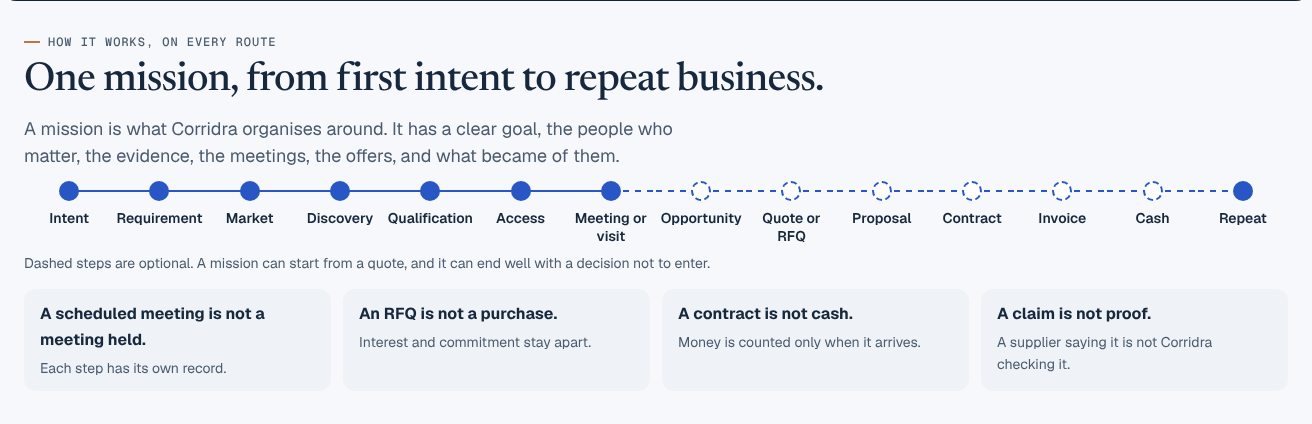 HOW IT WORKS, ON EVERY ROUTE
One mission, from first intent to repeat business.
A mission is what Corridra organises around. It has a clear goal, the people who
matter, the evidence, the meetings, the offers, and what became of them.
Intent
Requirement
Market
Discovery
Qualification
Access
Meeting or
visit
Opportunity
Quote or
RFQ
Proposal
Contract
Invoice
Cash
Repeat
Dashed steps are optional. A mission can start from a quote, and it can end well with a decision not to enter.
A scheduled meeting is not a
meeting held.
Each step has its own record.
An RFQ is not a purchase.
Interest and commitment stay apart.
A contract is not cash.
Money is counted only when it arrives.
A claim is not proof.
A supplier saying it is not Corridra
checking it.